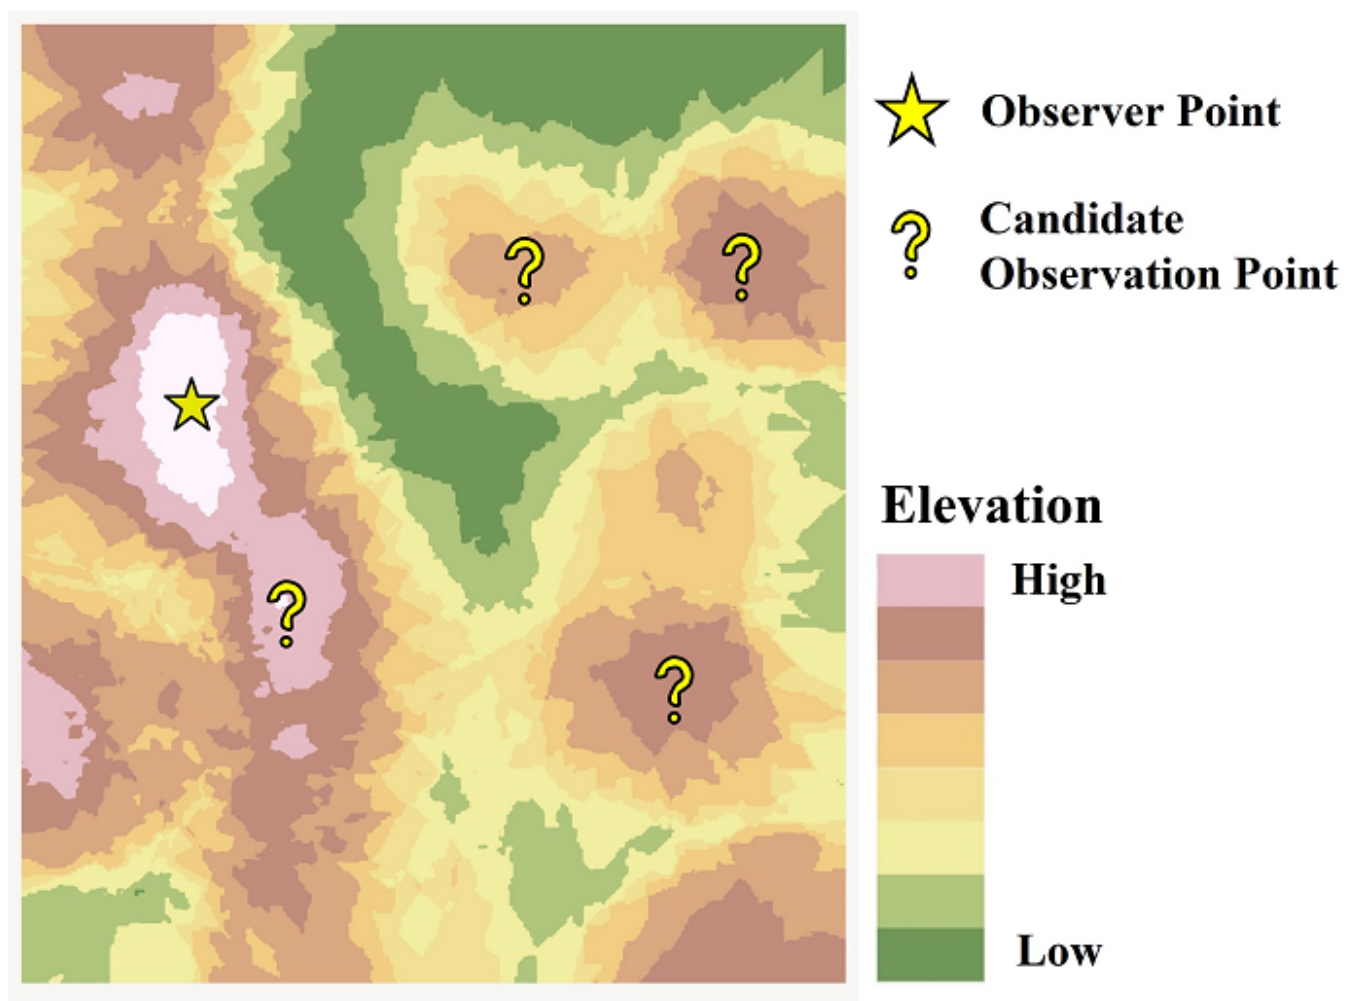 Observer Point
Candidate
Observation Point
Elevation
High
Low